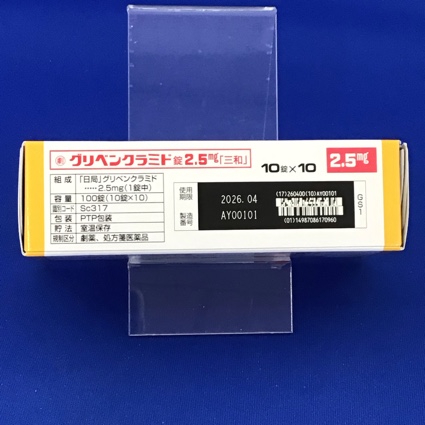 グリベンクラミド錠2.5mg「三和」
10錠×10
2.5mg
組成 「日局」グリベンクラミド
‥‥‥2.5mg(1錠中)
容量 100錠(10錠×10)
識別コード Sc317
包装 PTP包装
貯法 室温保存
規制区分 劇薬、処方箋医薬品
使用
期限
2026.04
製造
番号
AY00101
(17)260400(10)AY00101
(01)14987086170960
GS1